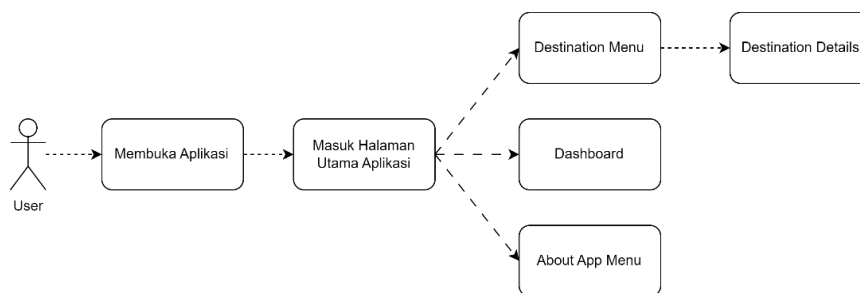 Destination Menu
Destination Details
Membuka Aplikasi
Masuk Halaman
Utama Aplikasi
Dashboard
User
About App Menu